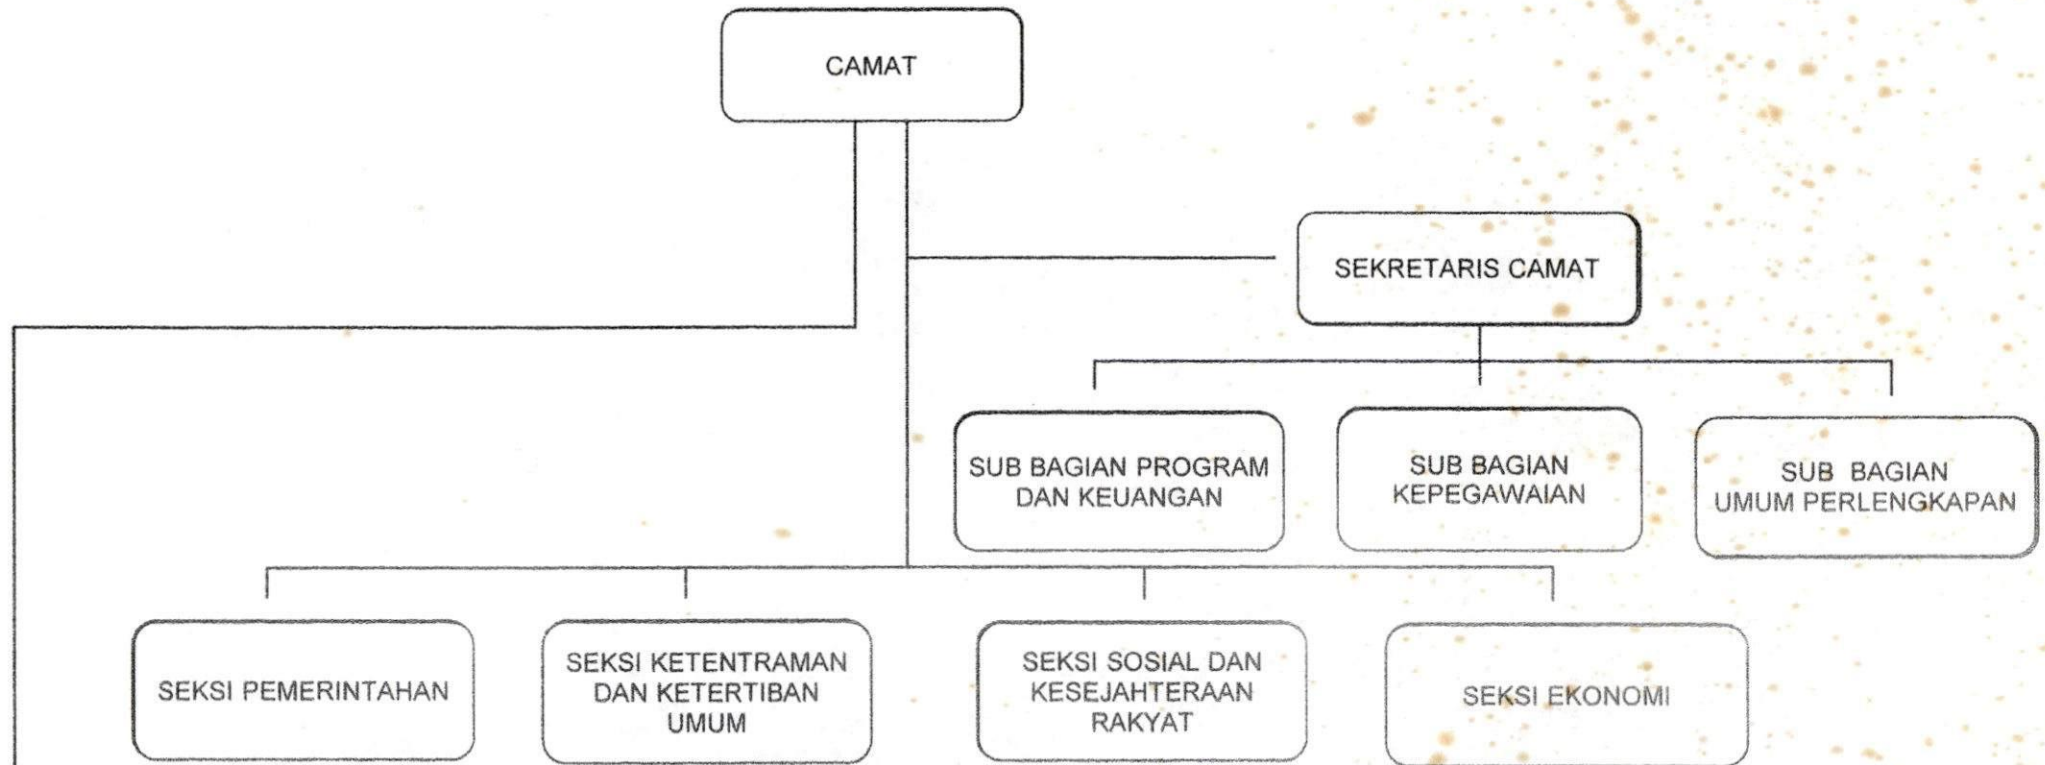 CAMAT
SEKRETARIS CAMAT
SUB BAGIAN PROGRAM
DAN KEUANGAN
SUB BAGIAN
KEPEGAWAIAN
SUB BAGIAN
UMUM PERLENGKAPAN
SEKSI PEMERINTAHAN
SEKSI KETENTRAMAN
DAN KETERTIBAN
UMUM
SEKSI SOSIAL DAN
KESEJAHTERAAN
RAKYAT
SEKSI EKONOMI